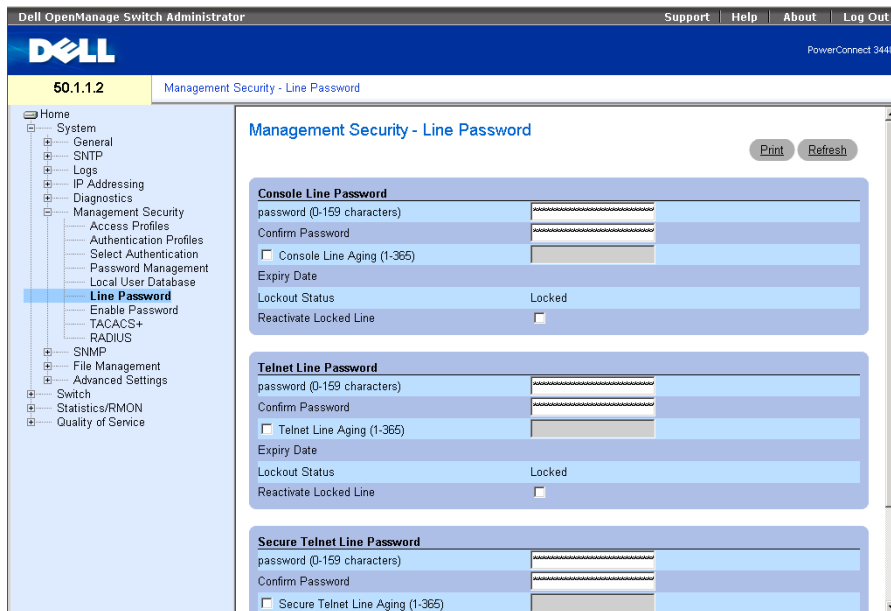 Dell OpenManage Switch Administrator
Support Help About Log Out
DELL
PowerConnect 344
50.1.1.2
Management Security - Line Password
Home
System
General
SNTP
Logs
IP Addressing
Diagnostics
Management Security
Access Profiles
Authentication Profiles
Select Authentication
Password Management
Local User Database
Line Password
Enable Password
TACACS+
RADIUS
SNMP
File Management
Advanced Settings
Switch
Statistics/RMON
Quality of Service
Management Security - Line Password
Print Refresh
Console Line Password
password (0-159 characters) ********************
Confirm Password ********************
Console Line Aging (1-365)
Expiry Date
Lockout Status Locked
Reactivate Locked Line
Telnet Line Password
password (0-159 characters) ********************
Confirm Password ********************
Telnet Line Aging (1-365)
Expiry Date
Lockout Status Locked
Reactivate Locked Line
Secure Telnet Line Password
password (0-159 characters) ********************
Confirm Password ********************
Secure Telnet Line Aging (1-365)